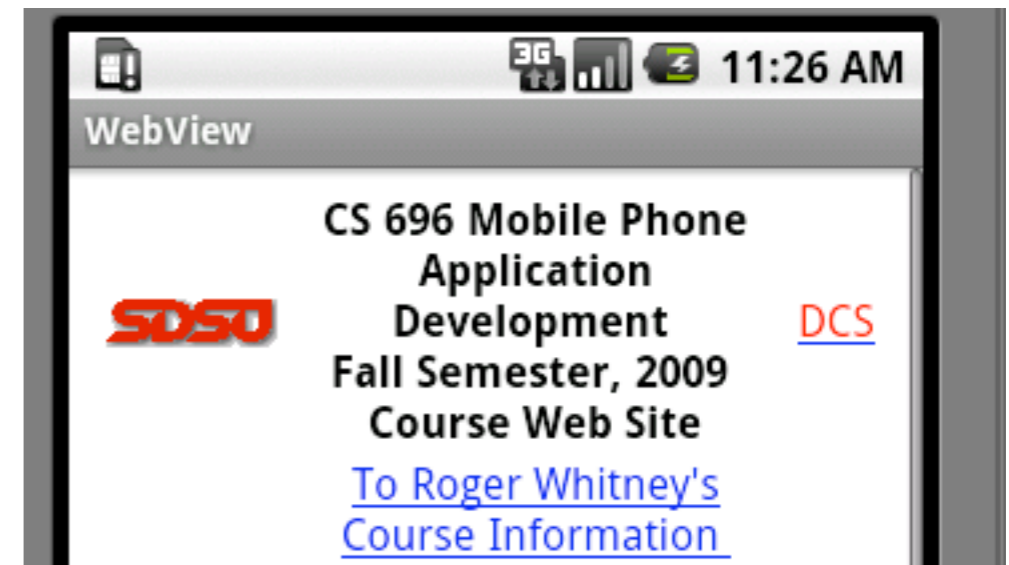 3G 11:26 AM
WebView
CS 696 Mobile Phone
Application
Development
Fall Semester, 2009
Course Web Site
SDSU
DCS
To Roger Whitney's
Course Information